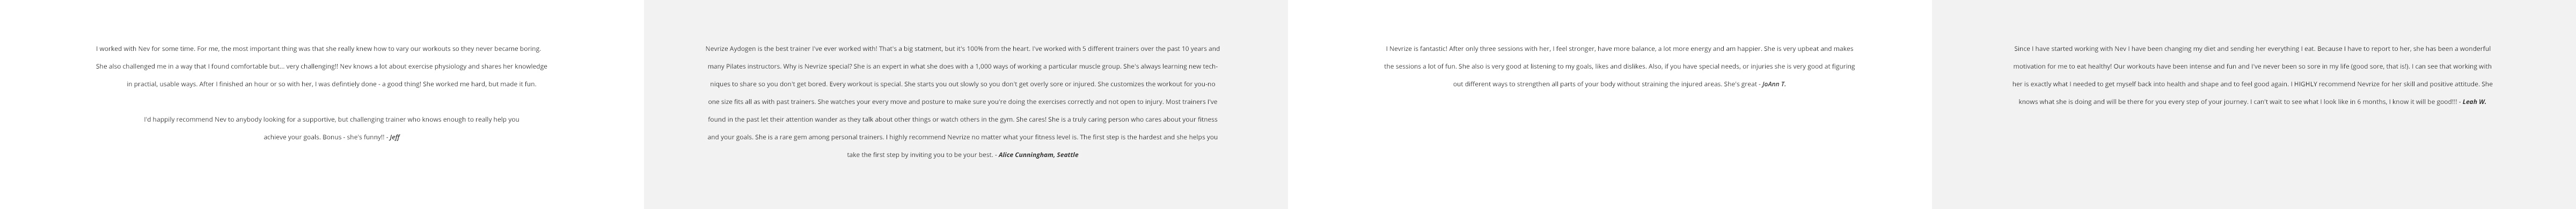 I worked with Nev for some time. For me, the most important thing was that she really knew how to vary our workouts so they never became boring.
She also challenged me in a way that I found comfortable but... very challenging!! Nev knows a lot about exercise physiology and shares her knowledge
in practial, usable ways. After I finished an hour or so with her, I was defintiely done - a good thing! She worked me hard, but made it fun.
I'd happily recommend Nev to anybody looking for a supportive, but challenging trainer who knows enough to really help you
achieve your goals. Bonus - she's funny!! - Jeff
Nevrize Aydogen is the best trainer I've ever worked with! That's a big statment, but it's 100% from the heart. I've worked with 5 different trainers over the past 10 years and
many Pilates instructors. Why is Nevrize special? She is an expert in what she does with a 1,000 ways of working a particular muscle group. She's always learning new tech-
niques to share so you don't get bored. Every workout is special. She starts you out slowly so you don't get overly sore or injured. She customizes the workout for you-no
one size fits all as with past trainers. She watches your every move and posture to make sure you're doing the exercises correctly and not open to injury. Most trainers I've
found in the past let their attention wander as they talk about other things or watch others in the gym. She cares! She is a truly caring person who cares about your fitness
and your goals. She is a rare gem among personal trainers. I highly recommend Nevrize no matter what your fitness level is. The first step is the hardest and she helps you
take the first step by inviting you to be your best. - Alice Cunningham, Seattle
I Nevrize is fantastic! After only three sessions with her, I feel stronger, have more balance, a lot more energy and am happier. She is very upbeat and makes
the sessions a lot of fun. She also is very good at listening to my goals, likes and dislikes. Also, if you have special needs, or injuries she is very good at figuring
out different ways to strengthen all parts of your body without straining the injured areas. She's great - JoAnn T.
Since I have started working with Nev I have been changing my diet and sending her everything I eat. Because I have to report to her, she has been a wonderful
motivation for me to eat healthy! Our workouts have been intense and fun and I've never been so sore in my life (good sore, that is!). I can see that working with
her is exactly what I needed to get myself back into health and shape and to feel good again. I HIGHLY recommend Nevrize for her skill and positive attitude. She
knows what she is doing and will be there for you every step of your journey. I can't wait to see what I look like in 6 months, I know it will be good!!! - Leah W.